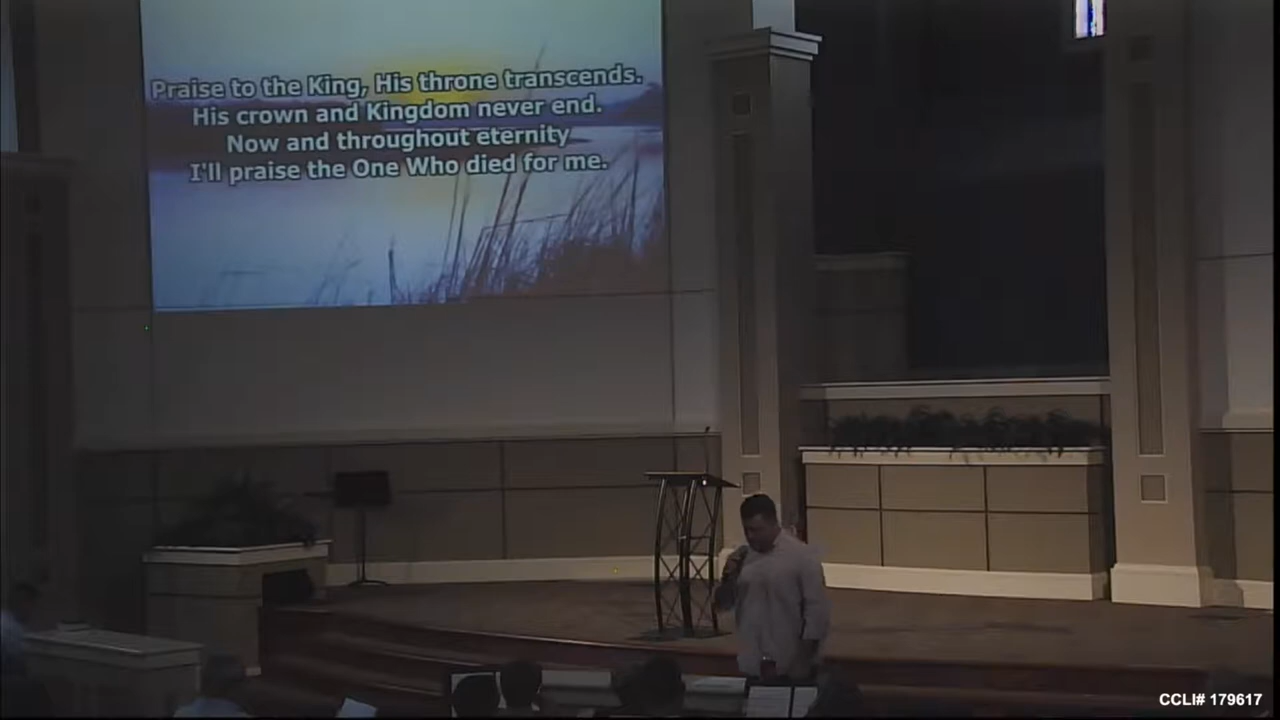 Praise to the King, His throne transcends.
His crown and Kingdom never end.
Now and throughout eternity
I'll praise the One Who died for me.
CCLI# 179617